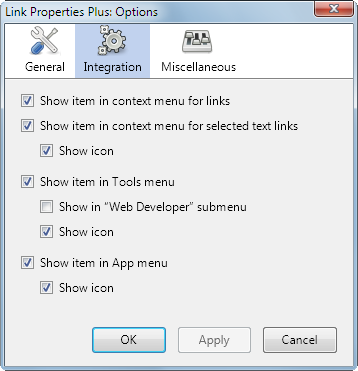 Link Properties Plus: Options
General Integration Miscellaneous
Show item in context menu for links
Show item in context menu for selected text links
Show icon
Show item in Tools menu
Show in “Web Developer” submenu
Show icon
Show item in App menu
Show icon
OK Apply Cancel